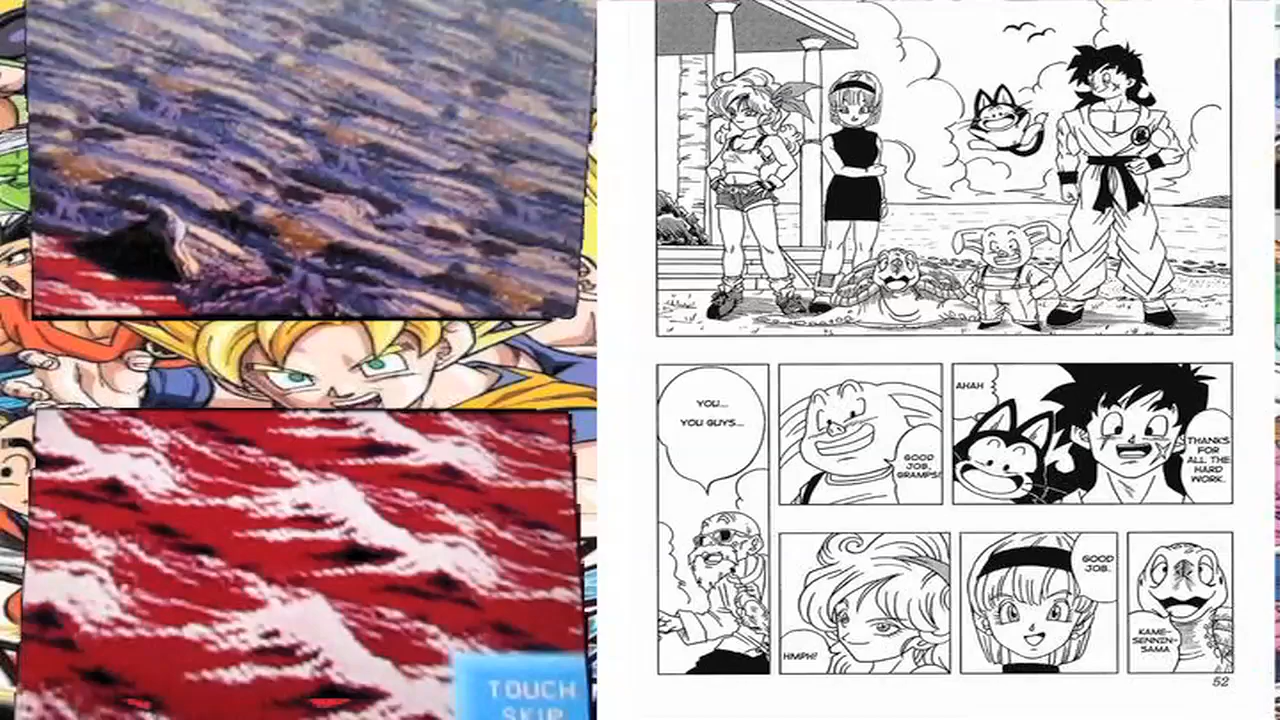 TOUCH
SKIP
YOU...
YOU GUYS...
GOOD
JOB,
GRAMPS!
AHAH
THANKS
FOR
ALL THE
HARD
WORK.
HMPH!
GOOD
JOB.
KAME-
SENNIN-
SAMA
52